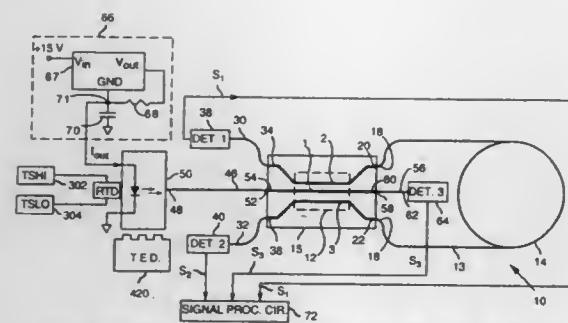 66
+15 V
Vin Vout
67
GND
71
70
68
S1
DET 1
38
30
34
2
1
20
18
Iout
TSHI
302
RTD
TSLO
304
50
48
46
54
52
60
56
DET. 3
58
62
64
40
DET 2
32
36
15
12
3
22
18
13
14
T.E.D.
420
S2
S3
S3
S1
10
SIGNAL PROC. CIR.
72